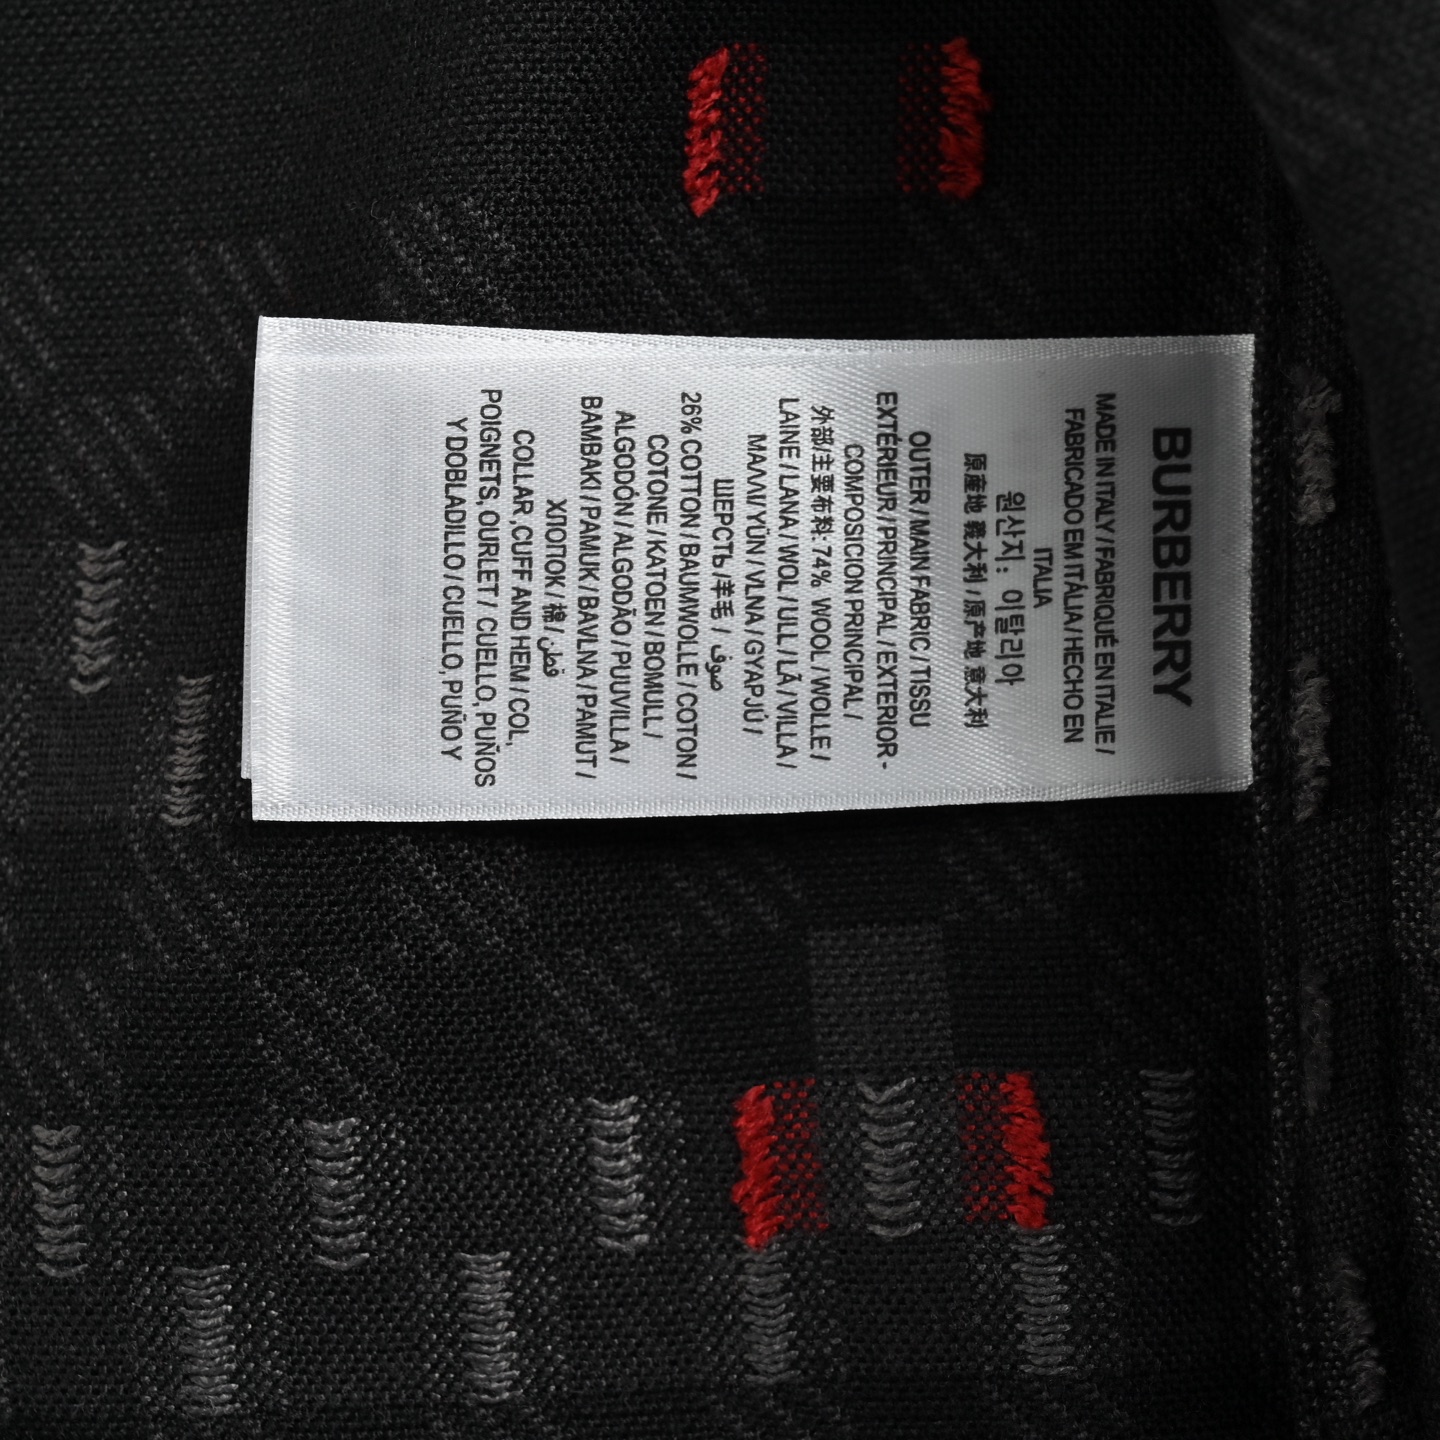 BURBERRY
MADE IN ITALY / FABRIQUÉ EN ITALIE /
FABRICADO EM ITÁLIA / HECHO EN
ITALIA
원산지: 이탈리아
原産地 義大利 / 原产地 意大利
OUTER / MAIN FABRIC / TISSU
EXTÉRIEUR / PRINCIPAL / EXTERIOR-
COMPOSICION PRINCIPAL /
外部/主要布料: 74% WOOL / WOLLE /
LAINE / LANA / WOL / ULL / LÃ / VILLA /
ΜΑΛΛΙ / YÜN / VLNA / GYAPJÚ /
ШЕРСТЬ / 羊毛 / صوف
26% COTTON / BAUMWOLLE / COTON /
COTONE / KATOEN / BOMULL /
ALGODÓN / ALGODÃO / PUUVILLA /
BAMBAKI / PAMUK / BAVLNA / PAMUT /
ХЛОПОК / 棉 / قطن
COLLAR ,CUFF AND HEM / COL,
POIGNETS, OURLET / CUELLO, PUÑOS
Y DOBLADILLO / CUELLO, PUÑO Y